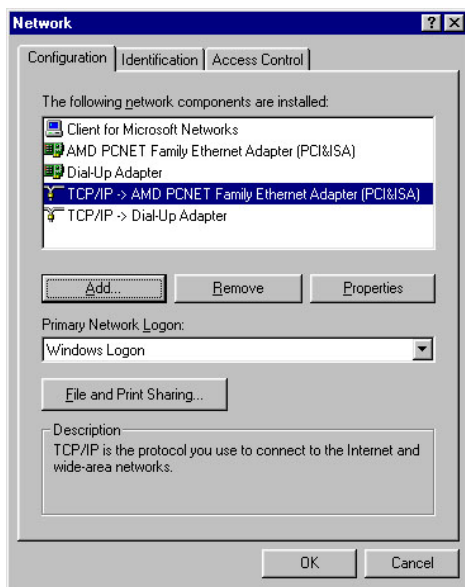 Network
Configuration Identification Access Control
The following network components are installed:
Client for Microsoft Networks
AMD PCNET Family Ethernet Adapter (PCI&ISA)
Dial-Up Adapter
TCP/IP -> AMD PCNET Family Ethernet Adapter (PCI&ISA)
TCP/IP -> Dial-Up Adapter
Add... Remove Properties
Primary Network Logon:
Windows Logon
File and Print Sharing...
Description
TCP/IP is the protocol you use to connect to the Internet and
wide-area networks.
OK Cancel